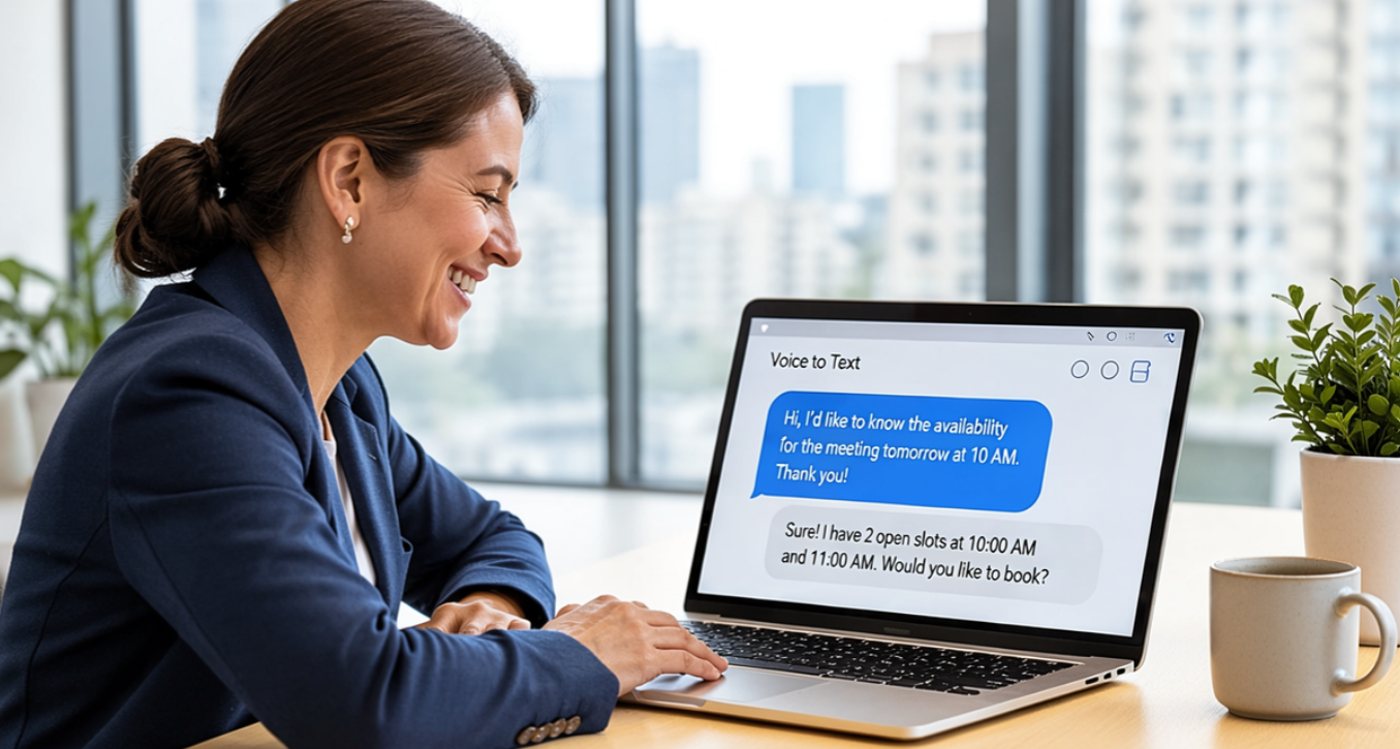 Voice to Text
Hi, I'd like to know the availability
for the meeting tomorrow at 10 AM.
Thank you!
Sure! I have 2 open slots at 10:00 AM
and 11:00 AM. Would you like to book?